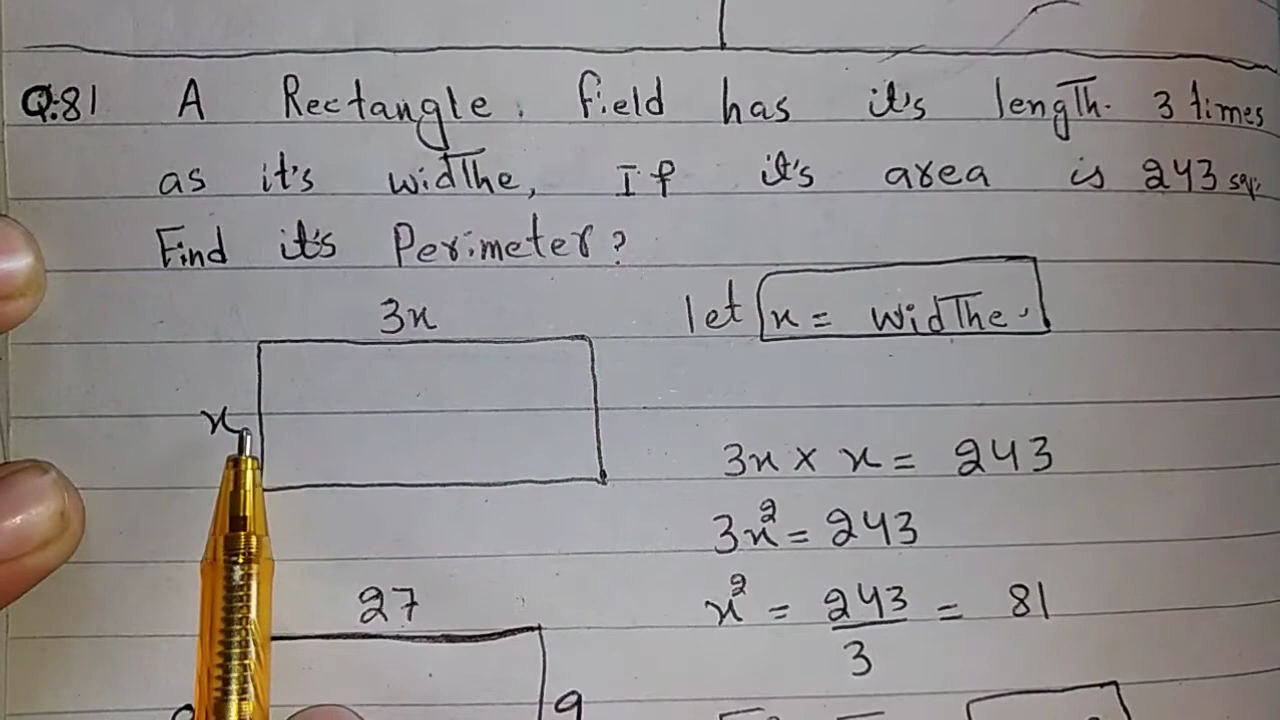 Q.81 A Rectangle. field has it's length. 3 times
as it's widthe, If it's area is 243 sq.
Find it's Perimeter?
3x
let x = widthe.
x
3x × x = 243
3x² = 243
27
x² = 243/3 = 81
9